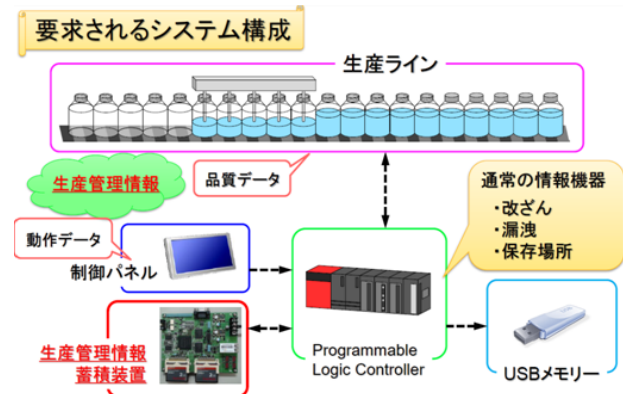 要求されるシステム構成
生産ライン
品質データ
生産管理情報
動作データ
制御パネル
通常の情報機器
・改ざん
・漏洩
・保存場所
生産管理情報
蓄積装置
Programmable
Logic Controller
USBメモリー